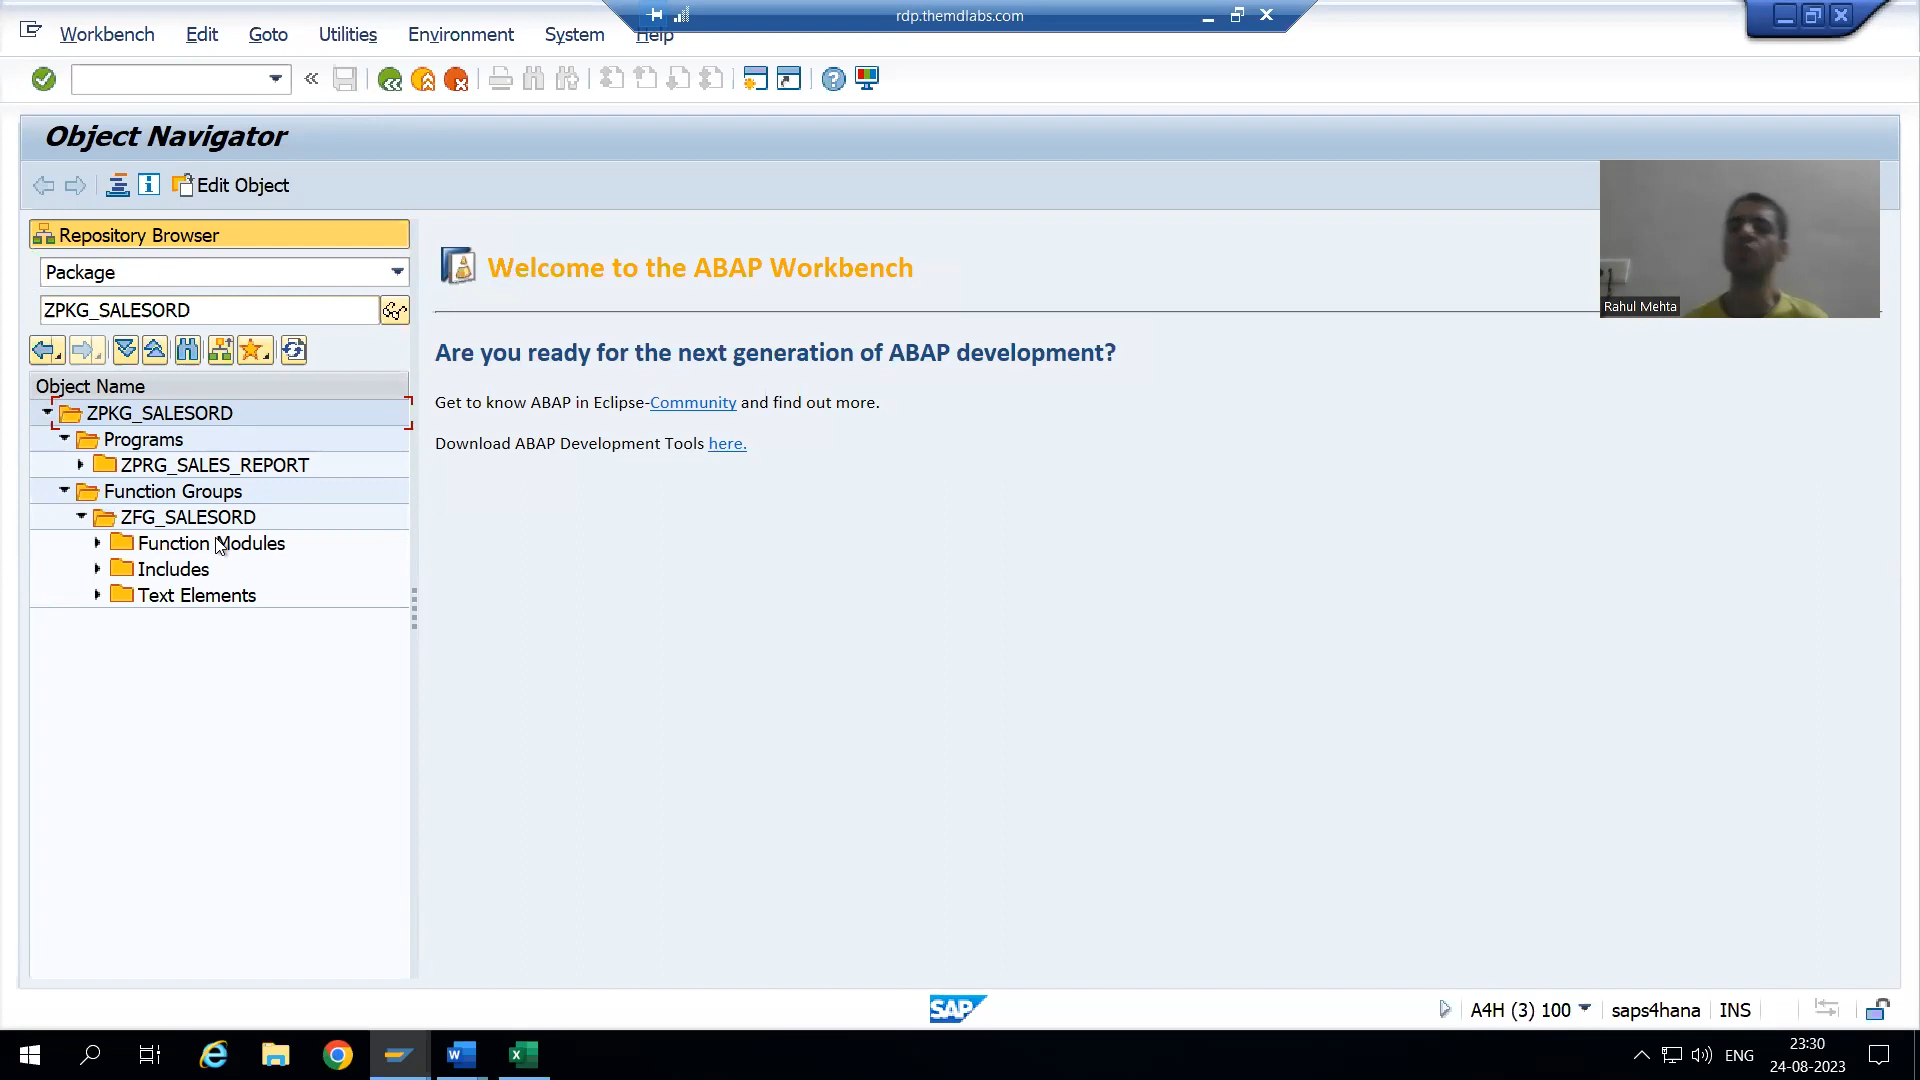 rdp.themdlabs.com
Workbench Edit Goto Utilities Environment System Help
Object Navigator
Edit Object
Repository Browser
Package
ZPKG_SALESORD
Object Name
ZPKG_SALESORD
Programs
ZPRG_SALES_REPORT
Function Groups
ZFG_SALESORD
Function Modules
Includes
Text Elements
Welcome to the ABAP Workbench
Are you ready for the next generation of ABAP development?
Get to know ABAP in Eclipse-Community and find out more.
Download ABAP Development Tools here.
Rahul Mehta
SAP
A4H (3) 100 saps4hana INS
ENG
23:30
24-08-2023